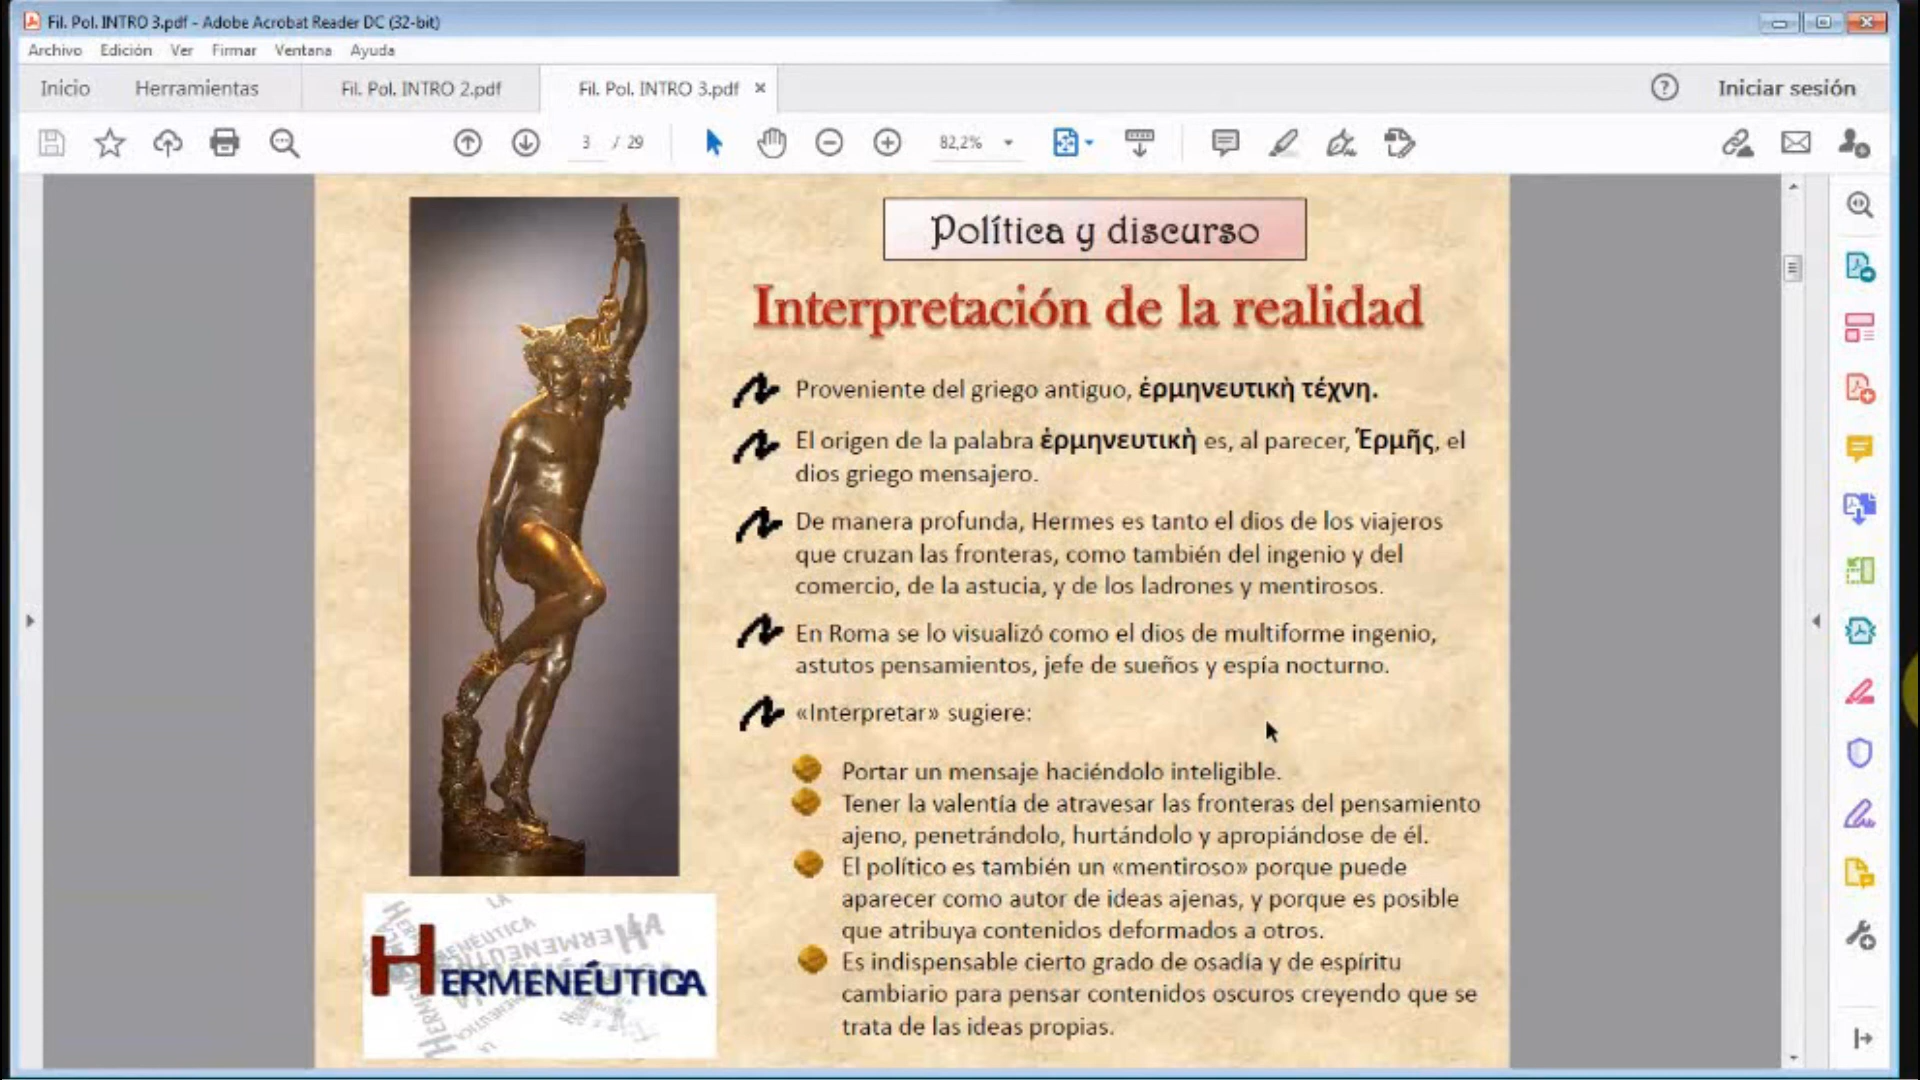 Fil. Pol. INTRO 3.pdf - Adobe Acrobat Reader DC (32-bit)
Archivo Edición Ver Firmar Ventana Ayuda
Inicio Herramientas Fil. Pol. INTRO 2.pdf Fil. Pol. INTRO 3.pdf × Iniciar sesión
3 / 29 82,2%
Política y discurso
Interpretación de la realidad
Proveniente del griego antiguo, ἑρμηνευτικὴ τέχνη.
El origen de la palabra ἑρμηνευτικὴ es, al parecer, Ἑρμῆς, el
dios griego mensajero.
De manera profunda, Hermes es tanto el dios de los viajeros
que cruzan las fronteras, como también del ingenio y del
comercio, de la astucia, y de los ladrones y mentirosos.
En Roma se lo visualizó como el dios de multiforme ingenio,
astutos pensamientos, jefe de sueños y espía nocturno.
«Interpretar» sugiere:
Portar un mensaje haciéndolo inteligible.
Tener la valentía de atravesar las fronteras del pensamiento
ajeno, penetrándolo, hurtándolo y apropiándose de él.
El político es también un «mentiroso» porque puede
aparecer como autor de ideas ajenas, y porque es posible
que atribuya contenidos deformados a otros.
Es indispensable cierto grado de osadía y de espíritu
cambiario para pensar contenidos oscuros creyendo que se
trata de las ideas propias.
HERMENÉUTICA